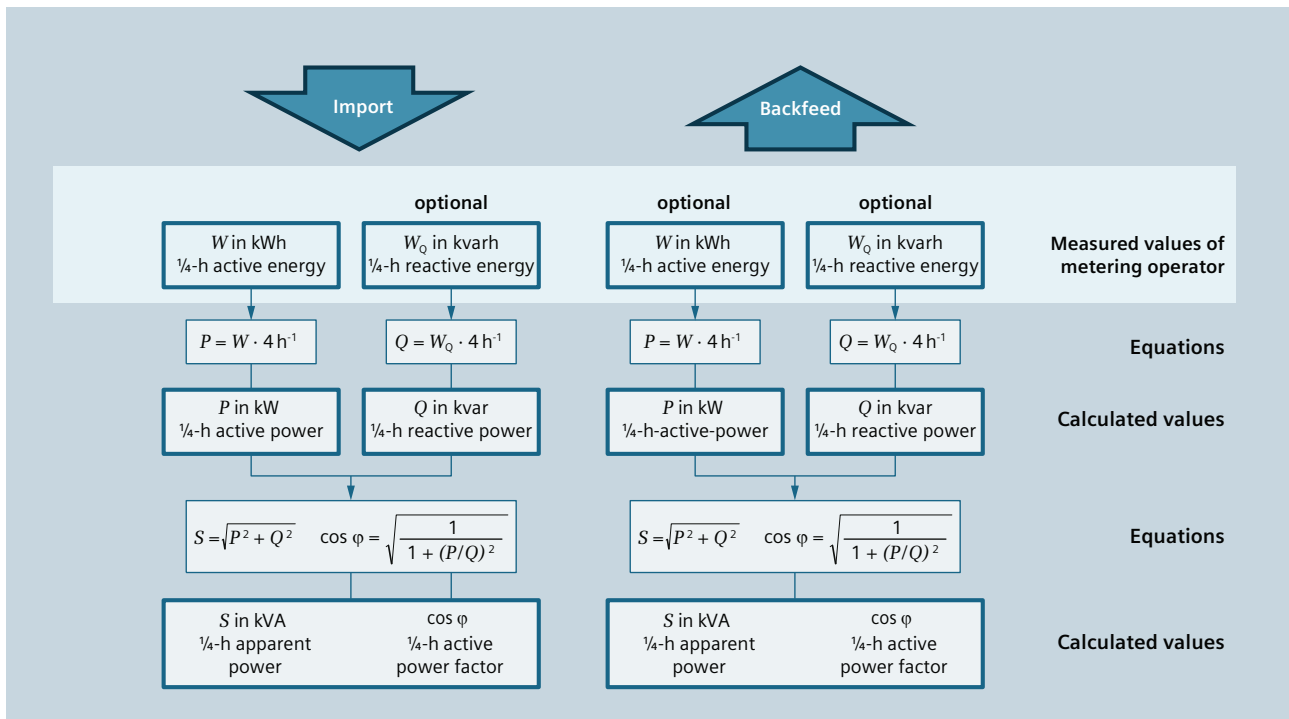 Import
Backfeed
optional
optional
optional
W in kWh
¼-h active energy
W_Q in kvarh
¼-h reactive energy
W in kWh
¼-h active energy
W_Q in kvarh
¼-h reactive energy
Measured values of
metering operator
P = W · 4 h⁻¹
Q = W_Q · 4 h⁻¹
P = W · 4 h⁻¹
Q = W_Q · 4 h⁻¹
Equations
P in kW
¼-h active power
Q in kvar
¼-h reactive power
P in kW
¼-h-active-power
Q in kvar
¼-h reactive power
Calculated values
S = √(P² + Q²) cos φ = √(1 / (1 + (P/Q)²))
S = √(P² + Q²) cos φ = √(1 / (1 + (P/Q)²))
Equations
S in kVA
¼-h apparent
power
cos φ
¼-h active
power factor
S in kVA
¼-h apparent
power
cos φ
¼-h active
power factor
Calculated values